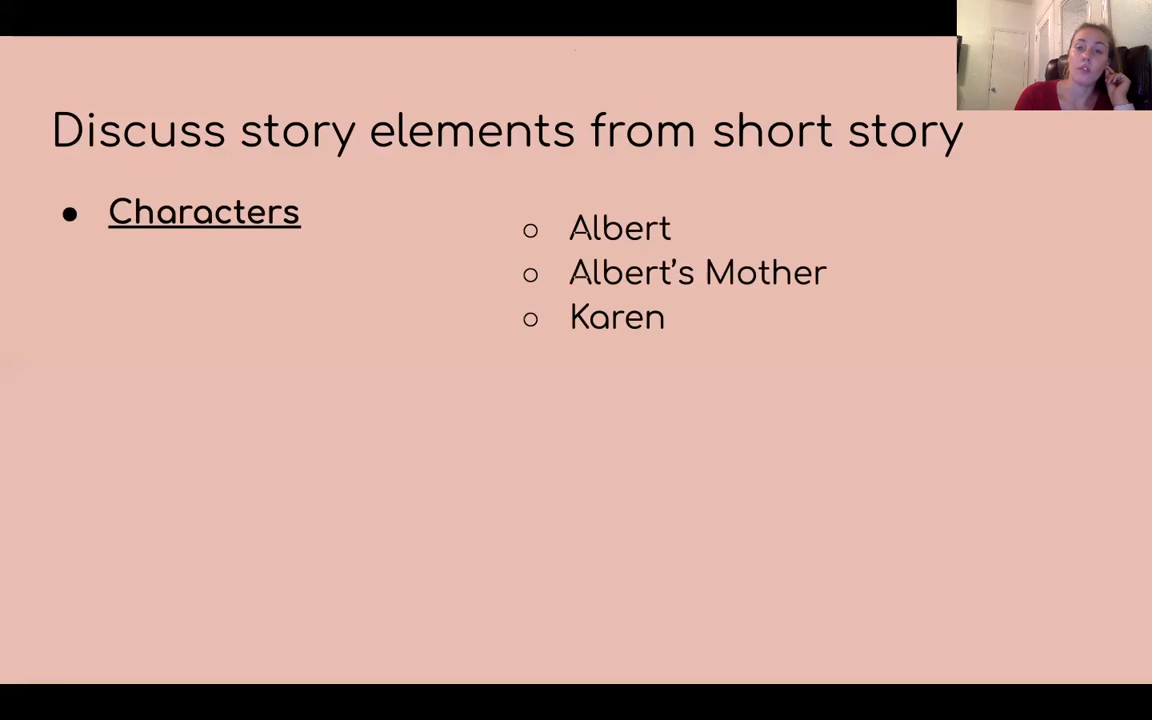 Discuss story elements from short story
● Characters
○ Albert
○ Albert's Mother
○ Karen